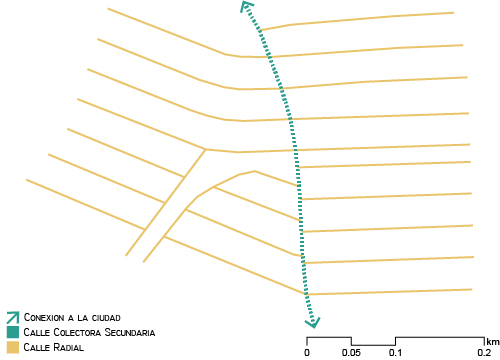 CONEXION A LA CIUDAD
CALLE COLECTORA SECUNDARIA
CALLE RADIAL
km
0 0.05 0.1 0.2